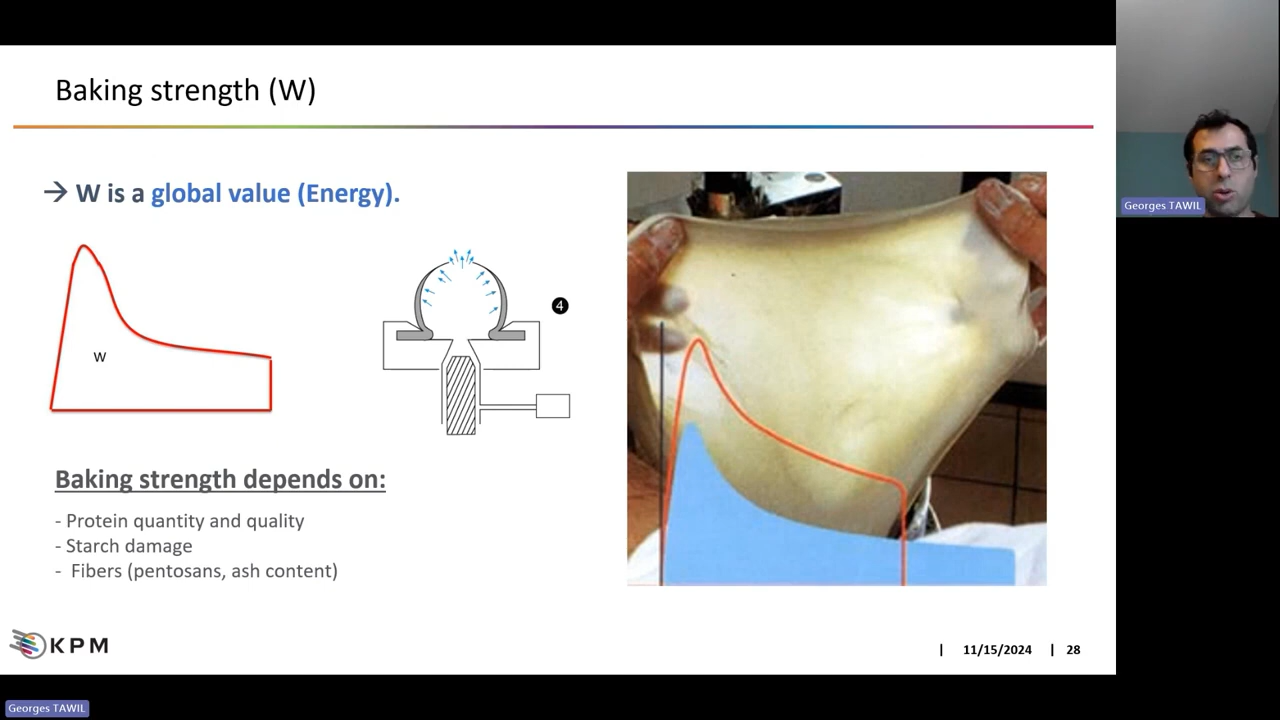 Baking strength (W)
→ W is a global value (Energy).
W
4
Baking strength depends on:
- Protein quantity and quality
- Starch damage
- Fibers (pentosans, ash content)
KPM
| 11/15/2024 | 28
Georges TAWIL
Georges TAWIL